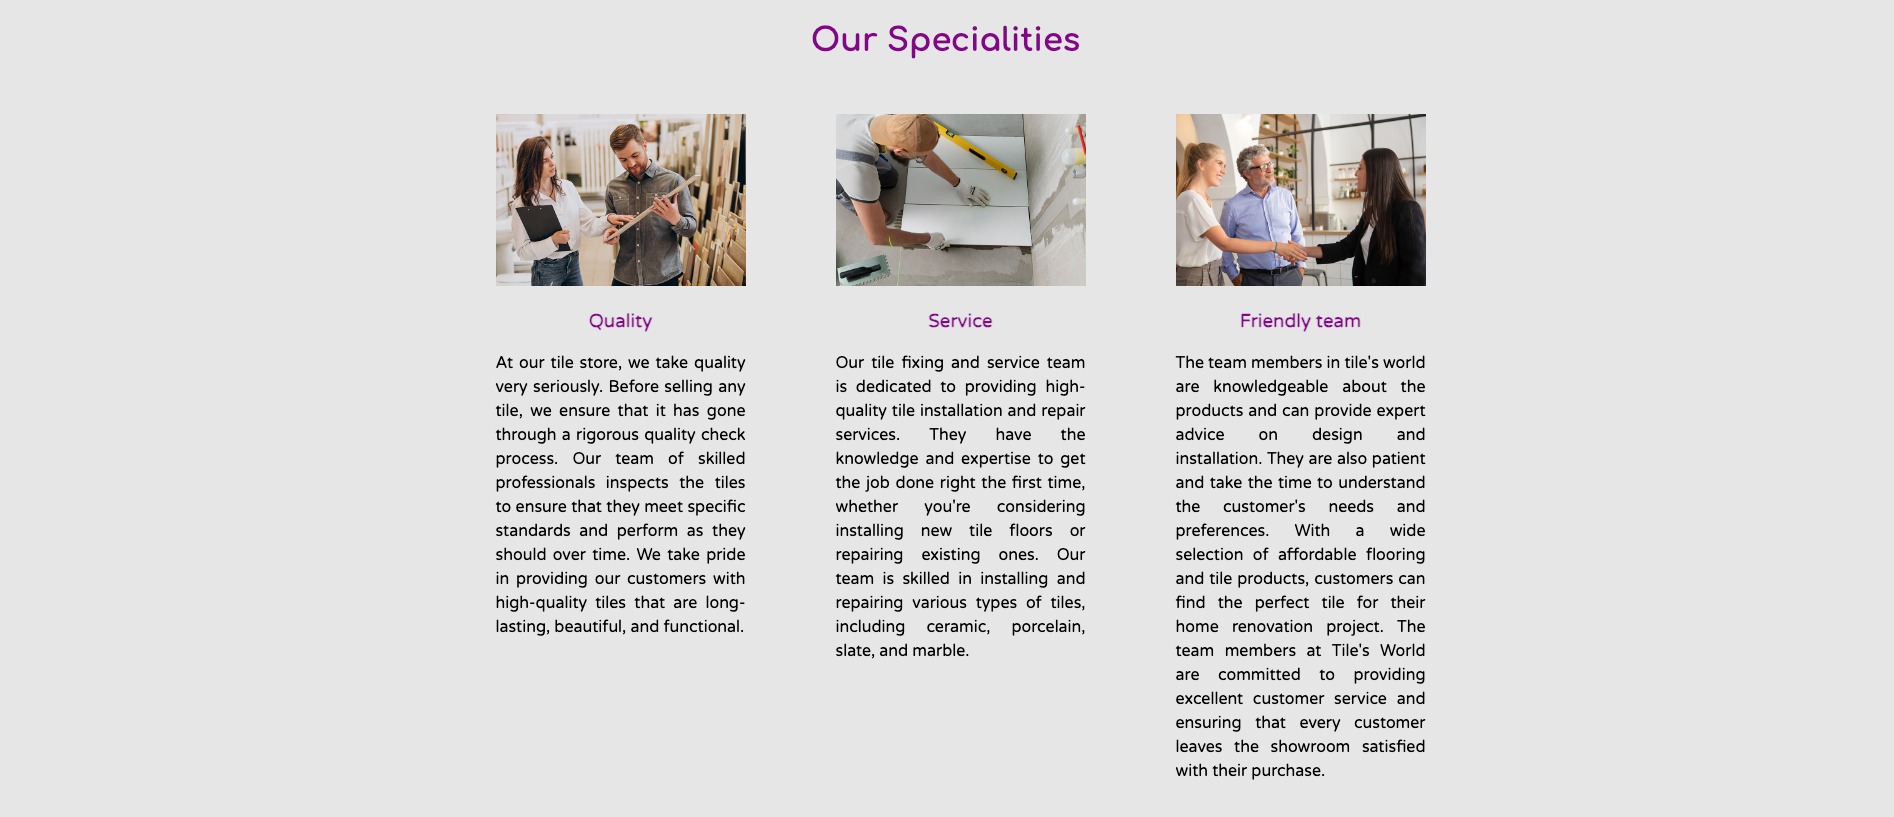 Our Specialities
Quality
At our tile store, we take quality
very seriously. Before selling any
tile, we ensure that it has gone
through a rigorous quality check
process. Our team of skilled
professionals inspects the tiles
to ensure that they meet specific
standards and perform as they
should over time. We take pride
in providing our customers with
high-quality tiles that are long-
lasting, beautiful, and functional.
Service
Our tile fixing and service team
is dedicated to providing high-
quality tile installation and repair
services. They have the
knowledge and expertise to get
the job done right the first time,
whether you're considering
installing new tile floors or
repairing existing ones. Our
team is skilled in installing and
repairing various types of tiles,
including ceramic, porcelain,
slate, and marble.
Friendly team
The team members in tile's world
are knowledgeable about the
products and can provide expert
advice on design and
installation. They are also patient
and take the time to understand
the customer's needs and
preferences. With a wide
selection of affordable flooring
and tile products, customers can
find the perfect tile for their
home renovation project. The
team members at Tile's World
are committed to providing
excellent customer service and
ensuring that every customer
leaves the showroom satisfied
with their purchase.